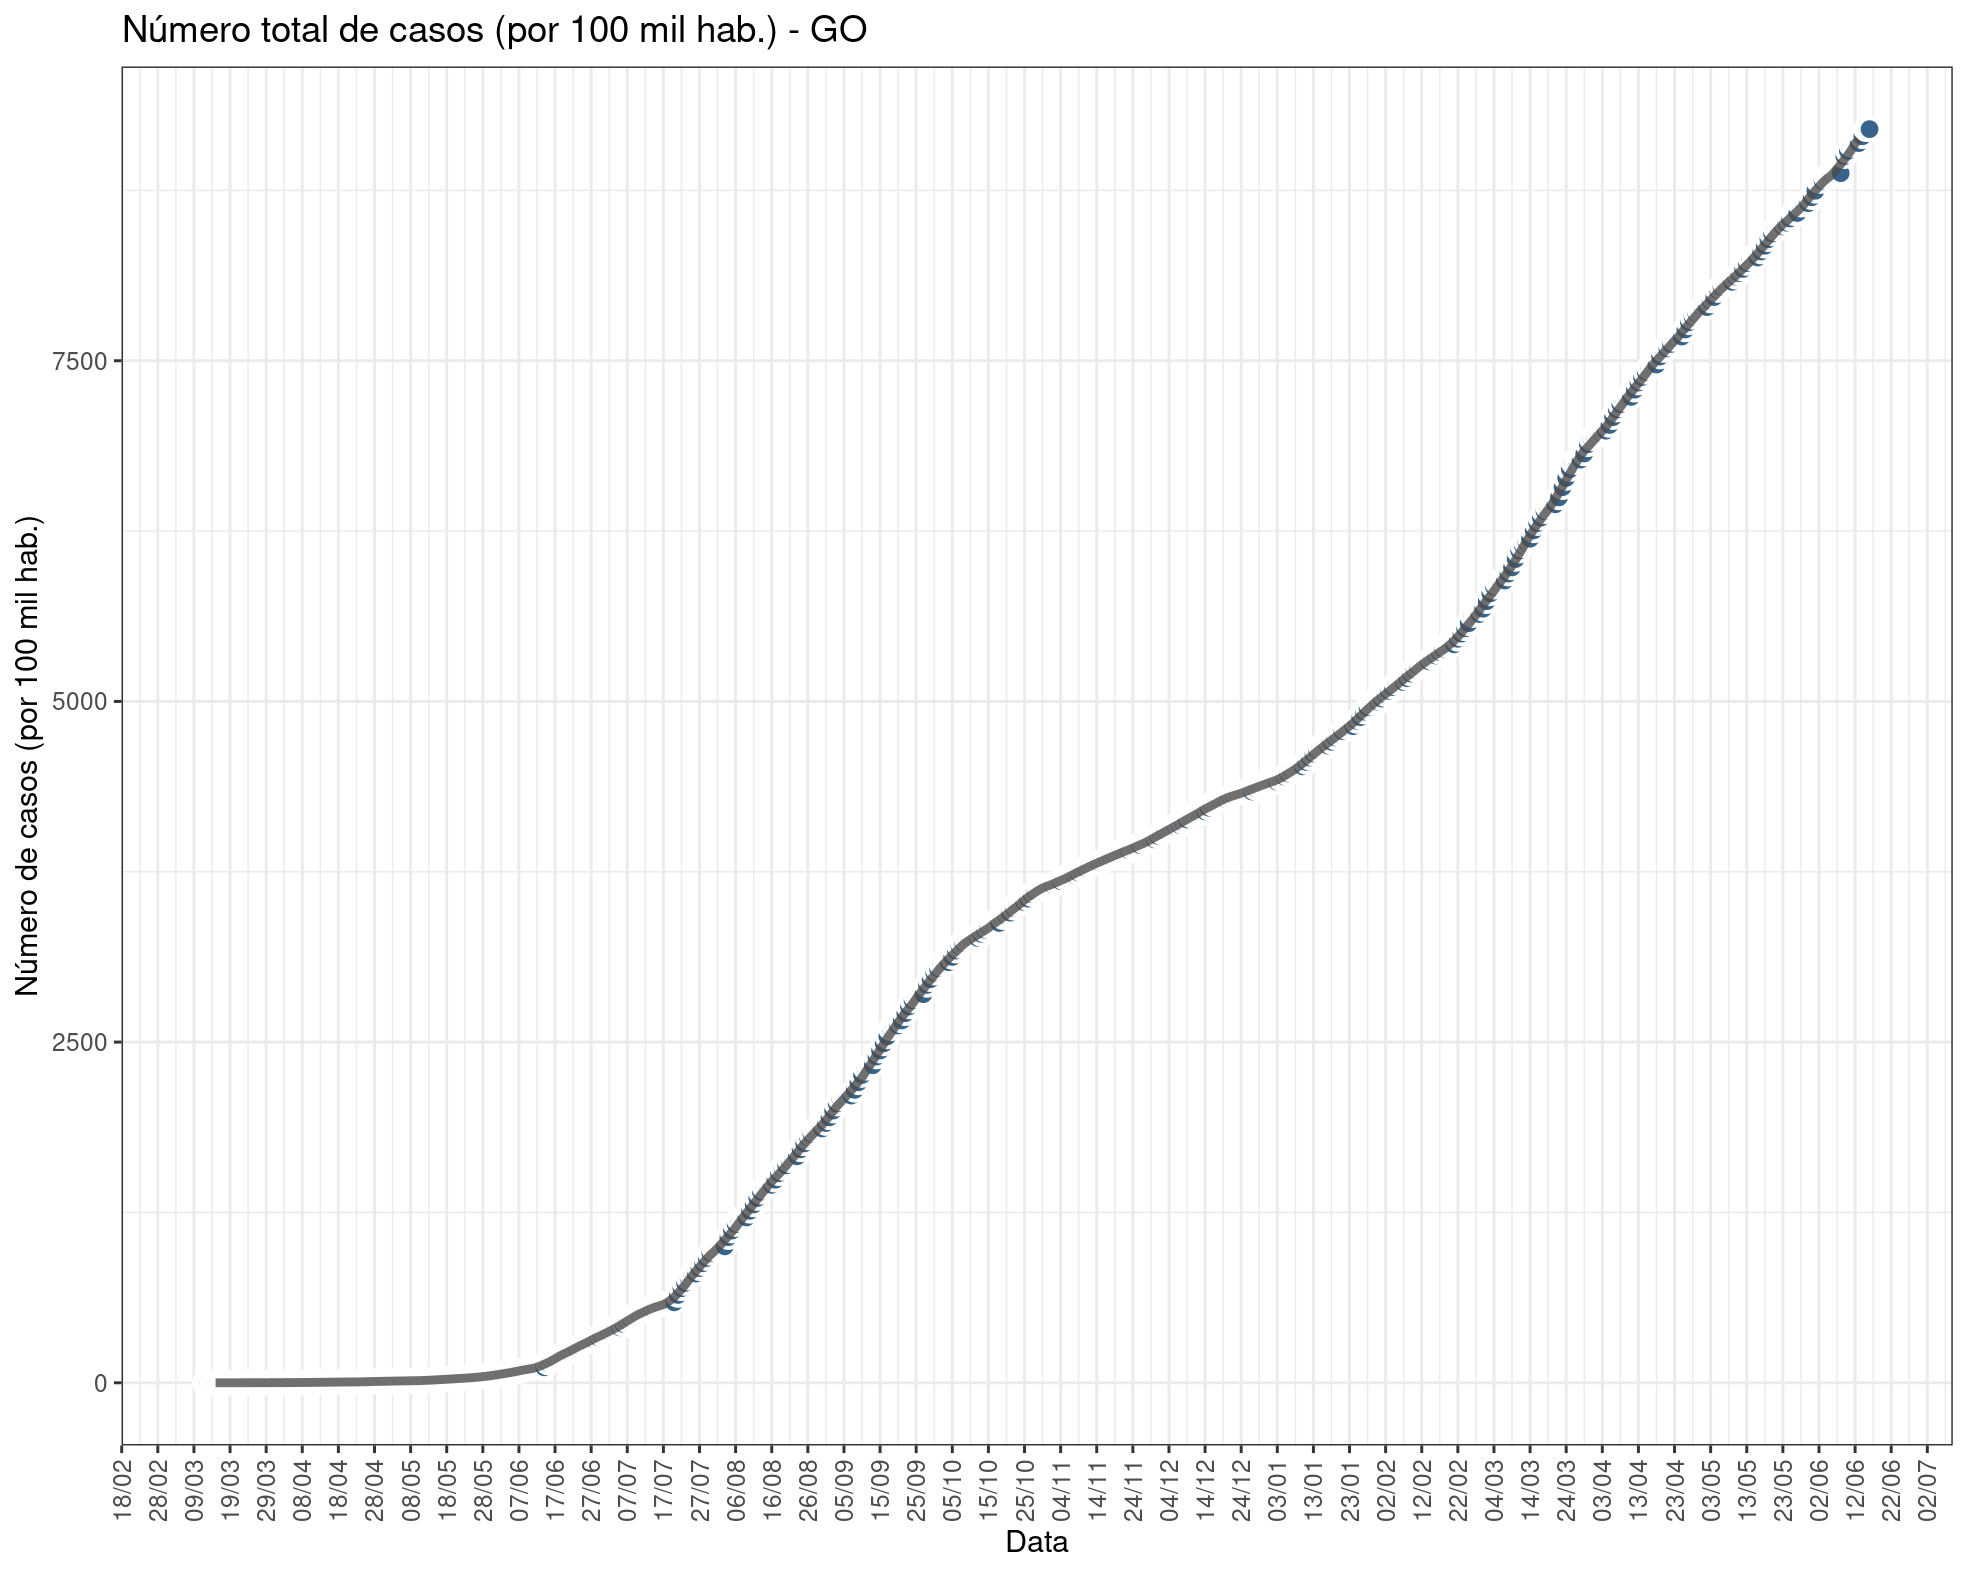 Número total de casos (por 100 mil hab.) - GO
Número de casos (por 100 mil hab.)
7500
5000
2500
0
18/02 28/02 09/03 19/03 29/03 08/04 18/04 28/04 08/05 18/05 28/05 07/06 17/06 27/06 07/07 17/07 27/07 06/08 16/08 26/08 05/09 15/09 25/09 05/10 15/10 25/10 04/11 14/11 24/11 04/12 14/12 24/12 03/01 13/01 23/01 02/02 12/02 22/02 04/03 14/03 24/03 03/04 13/04 23/04 03/05 13/05 23/05 02/06 12/06 22/06 02/07
Data